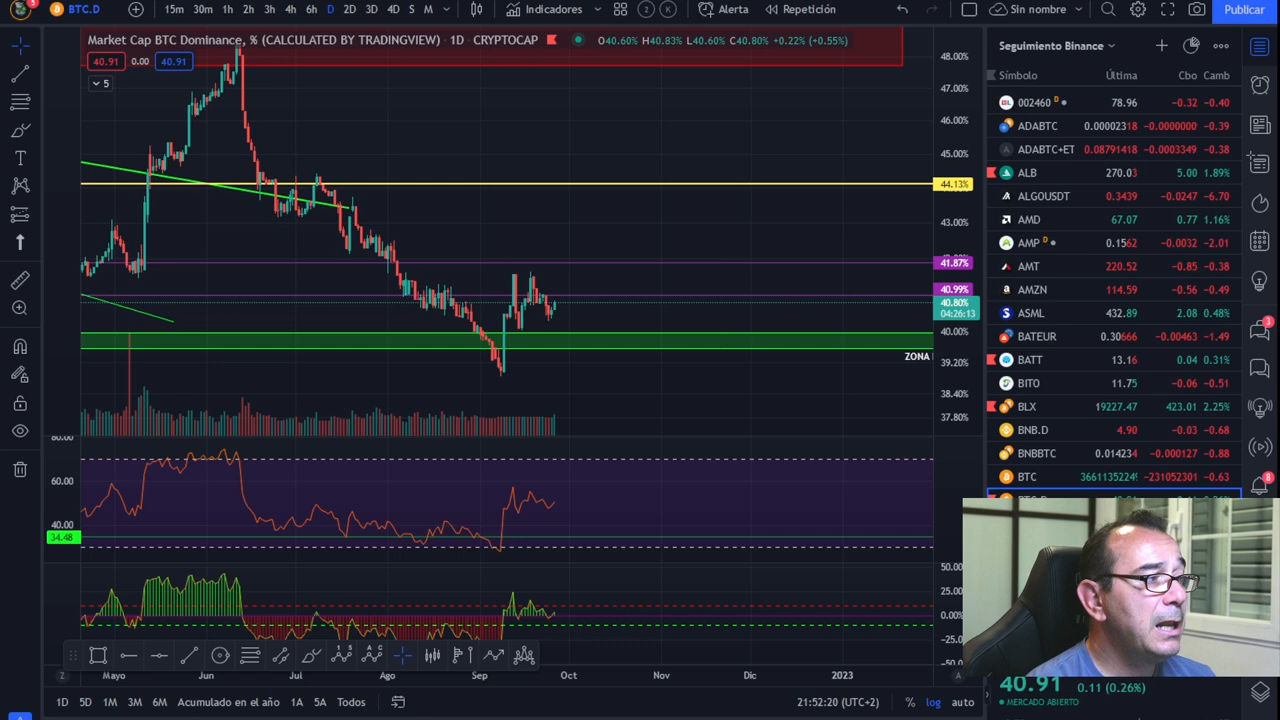 5
BTC.D
15m 30m 1h 2h 3h 4h 6h D 2D 3D 4D S M
Indicadores
2 K
Alerta
Repetición
Sin nombre
Publicar
Market Cap BTC Dominance, % (CALCULATED BY TRADINGVIEW) · 1D · CRYPTOCAP
O40.60% H40.83% L40.60% C40.80% +0.22% (+0.55%)
40.91 0.00 40.91
5
48.00%
47.00%
46.00%
45.00%
44.13%
43.00%
41.87%
40.99%
40.80%
04:26:13
40.00%
ZONA
39.20%
38.40%
37.80%
80.00
60.00
40.00
34.48
50.00
25.00
0.00%
-25.0
-50.0
Z Mayo Jun Jul Ago Sep Oct Nov Dic 2023 A
1D 5D 1M 3M 6M Acumulado en el año 1A 5A Todos
21:52:20 (UTC+2) % log auto
Seguimiento Binance
Símbolo Última Cbo Camb
002460 D 78.96 −0.32 −0.40
ADABTC 0.00002318 −0.0000000 −0.39
ADABTC+ET 0.08791418 −0.0003349 −0.38
ALB 270.03 5.00 1.89%
ALGOUSDT 0.3439 −0.0247 −6.70
AMD 67.07 0.77 1.16%
AMP D 0.1562 −0.0032 −2.01
AMT 220.52 −0.85 −0.38
AMZN 114.59 −0.56 −0.49
ASML 432.89 2.08 0.48%
BATEUR 0.30666 −0.00463 −1.49
BATT 13.16 0.04 0.31%
BITO 11.75 −0.06 −0.51
BLX 19227.47 423.01 2.25%
BNB.D 4.90 −0.03 −0.68
BNBBTC 0.014234 −0.000127 −0.88
BTC 3661135224 −231052301 −0.63
40.91 0.11 (0.26%)
MERCADO ABIERTO
3
8